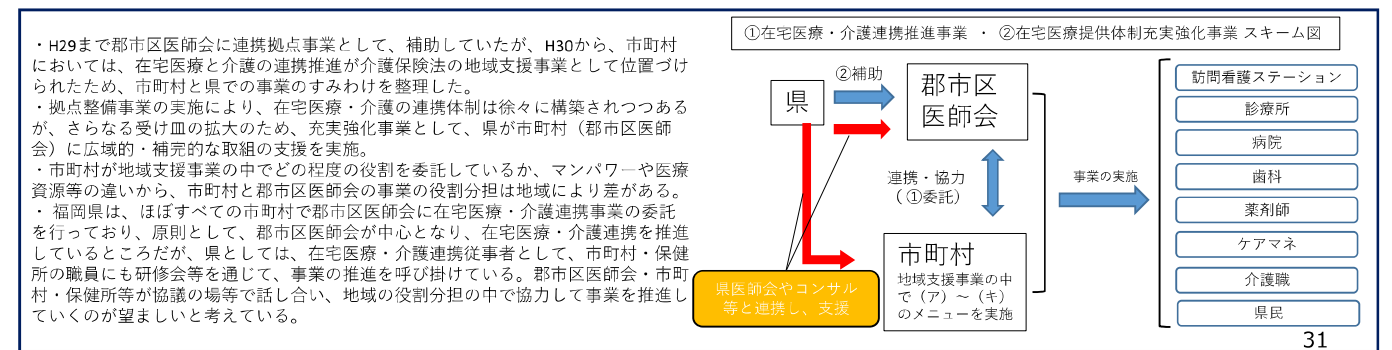 ・H29まで郡市区医師会に連携拠点事業として、補助していたが、H30から、市町村
においては、在宅医療と介護の連携推進が介護保険法の地域支援事業として位置づけ
られたため、市町村と県での事業のすみわけを整理した。
・拠点整備事業の実施により、在宅医療・介護の連携体制は徐々に構築されつつある
が、さらなる受け皿の拡大のため、充実強化事業として、県が市町村（郡市区医師
会）に広域的・補完的な取組の支援を実施。
・市町村が地域支援事業の中でどの程度の役割を委託しているか、マンパワーや医療
資源等の違いから、市町村と郡市区医師会の事業の役割分担は地域により差がある。
・ 福岡県は、ほぼすべての市町村で郡市区医師会に在宅医療・介護連携事業の委託
を行っており、原則として、郡市区医師会が中心となり、在宅医療・介護連携を推進
しているところだが、県としては、在宅医療・介護連携従事者として、市町村・保健
所の職員にも研修会等を通じて、事業の推進を呼び掛けている。郡市区医師会・市町
村・保健所等が協議の場等で話し合い、地域の役割分担の中で協力して事業を推進し
ていくのが望ましいと考えている。
①在宅医療・介護連携推進事業 ・ ②在宅医療提供体制充実強化事業 スキーム図
県
②補助
郡市区
医師会
連携・協力
（①委託）
市町村
地域支援事業の中
で（ア）～（キ）
のメニューを実施
県医師会やコンサル
等と連携し、支援
事業の実施
訪問看護ステーション
診療所
病院
歯科
薬剤師
ケアマネ
介護職
県民
31